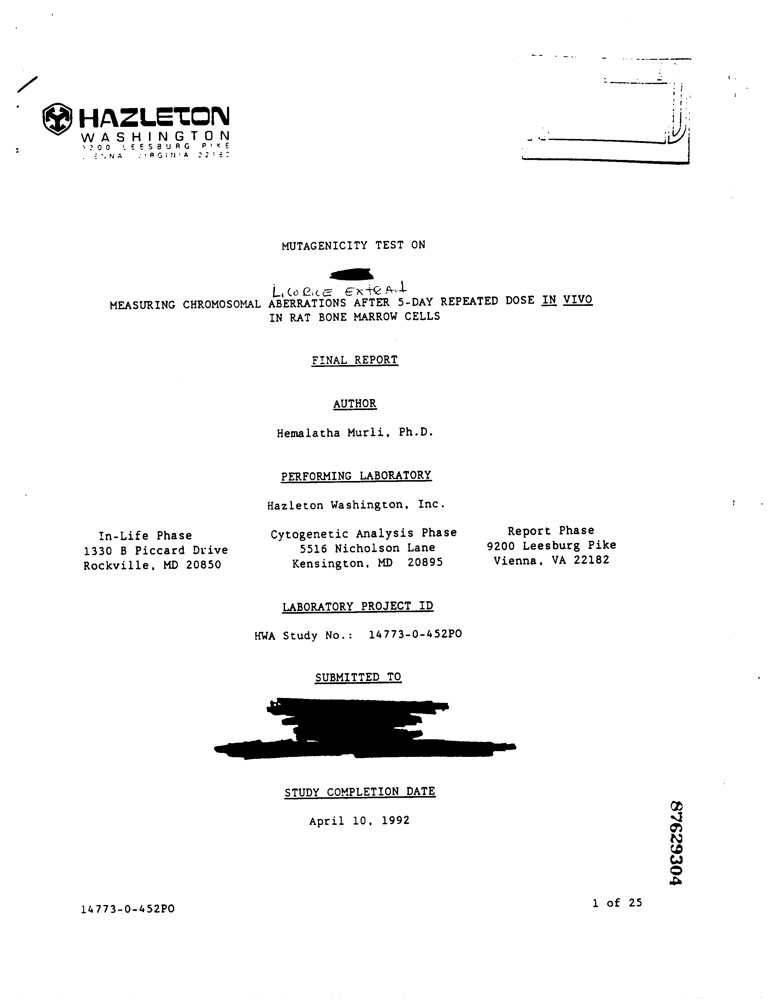 HAZLETON
WASHINGTON
9200 LEESBURG PIKE
VIENNA VIRGINIA 22182
MUTAGENICITY TEST ON
Licorice Extract
MEASURING CHROMOSOMAL ABERRATIONS AFTER 5-DAY REPEATED DOSE IN VIVO
IN RAT BONE MARROW CELLS
FINAL REPORT
AUTHOR
Hemalatha Murli, Ph.D.
PERFORMING LABORATORY
Hazleton Washington, Inc.
In-Life Phase
1330 B Piccard Drive
Rockville, MD 20850
Cytogenetic Analysis Phase
5516 Nicholson Lane
Kensington, MD 20895
Report Phase
9200 Leesburg Pike
Vienna, VA 22182
LABORATORY PROJECT ID
HWA Study No.: 14773-0-452PO
SUBMITTED TO
STUDY COMPLETION DATE
April 10, 1992
87629304
14773-0-452PO
1 of 25